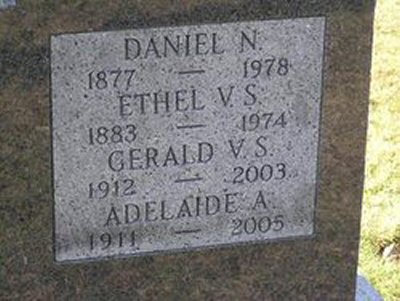 DANIEL N.
1877 — 1978
ETHEL V. S.
1883 — 1974
GERALD V. S.
1912 — 2003
ADELAIDE A.
1911 — 2005